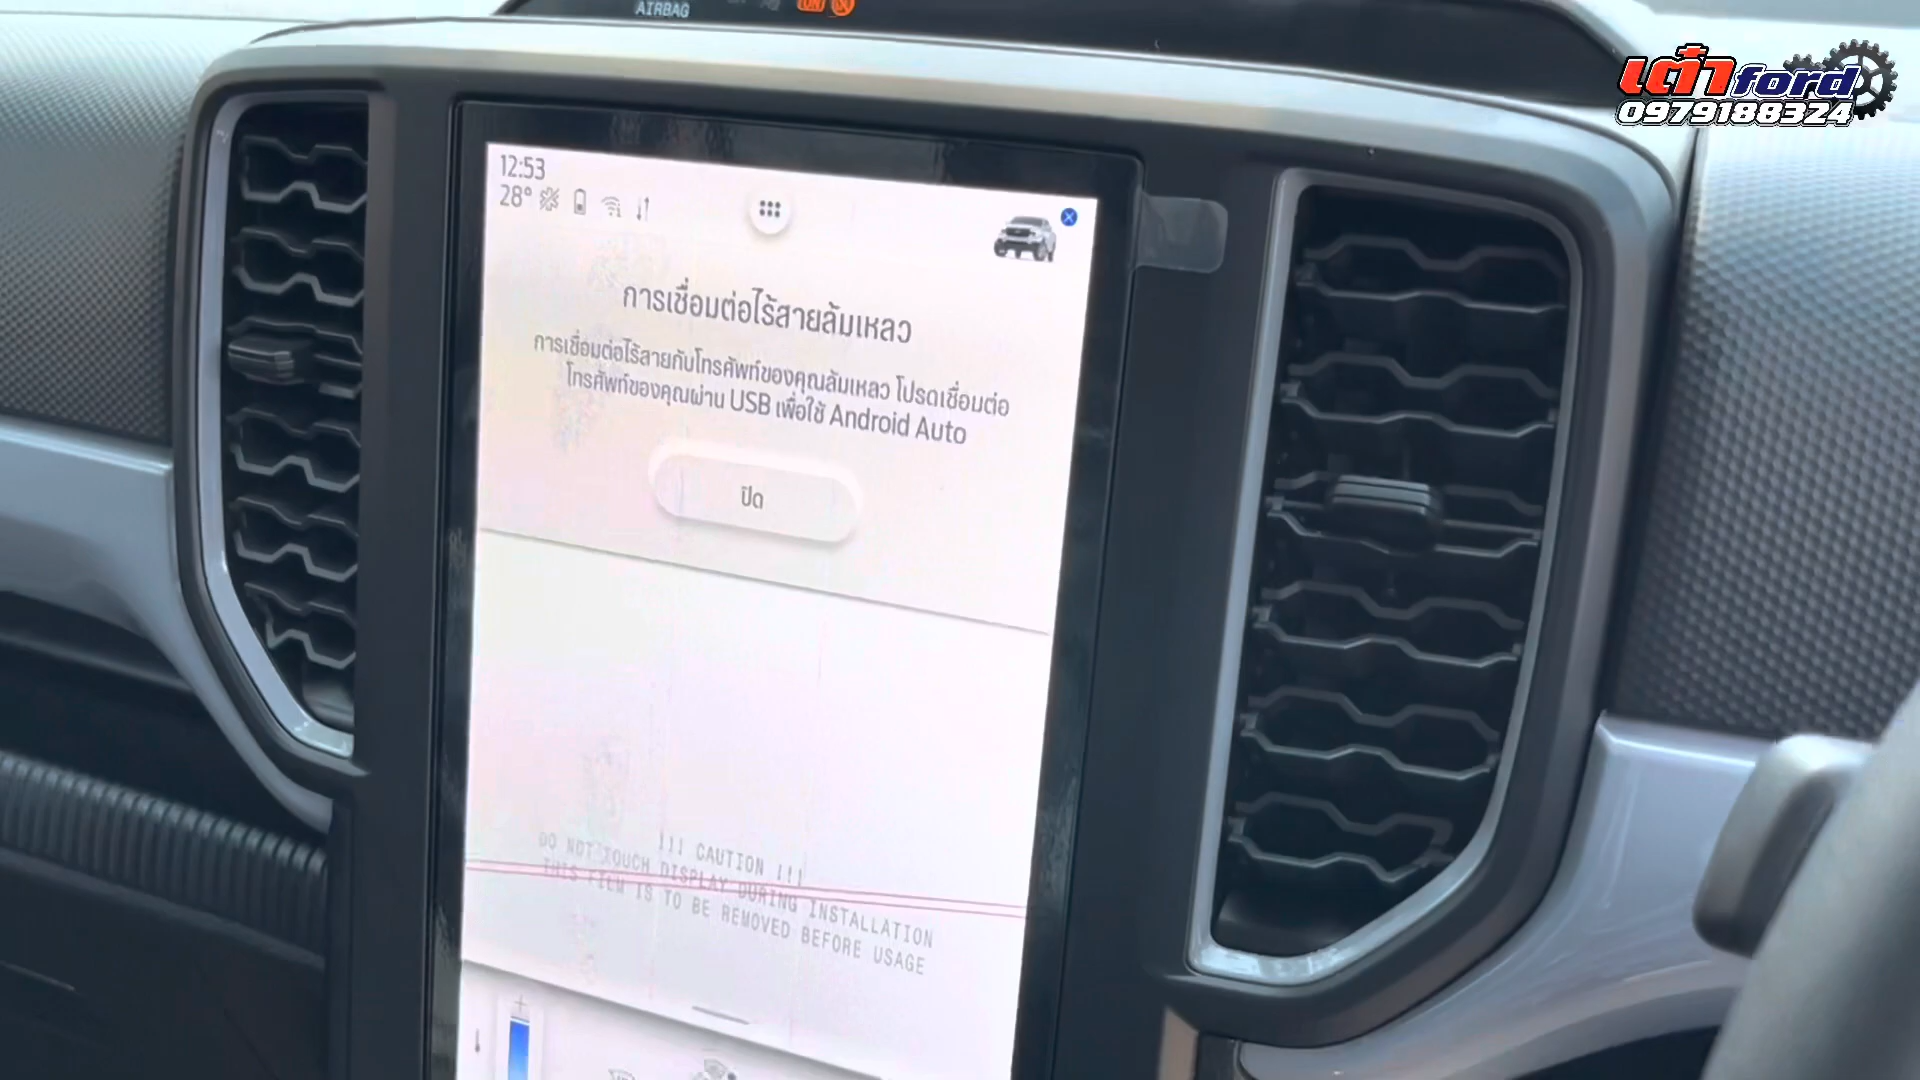 AIRBAG
เต๋า ford
0979188324
12:53
28°
การเชื่อมต่อไร้สายล้มเหลว
การเชื่อมต่อไร้สายกับโทรศัพท์ของคุณล้มเหลว โปรดเชื่อมต่อ
โทรศัพท์ของคุณผ่าน USB เพื่อใช้ Android Auto
ปิด
!!! CAUTION !!!
DO NOT TOUCH DISPLAY DURING INSTALLATION
THIS FILM IS TO BE REMOVED BEFORE USAGE